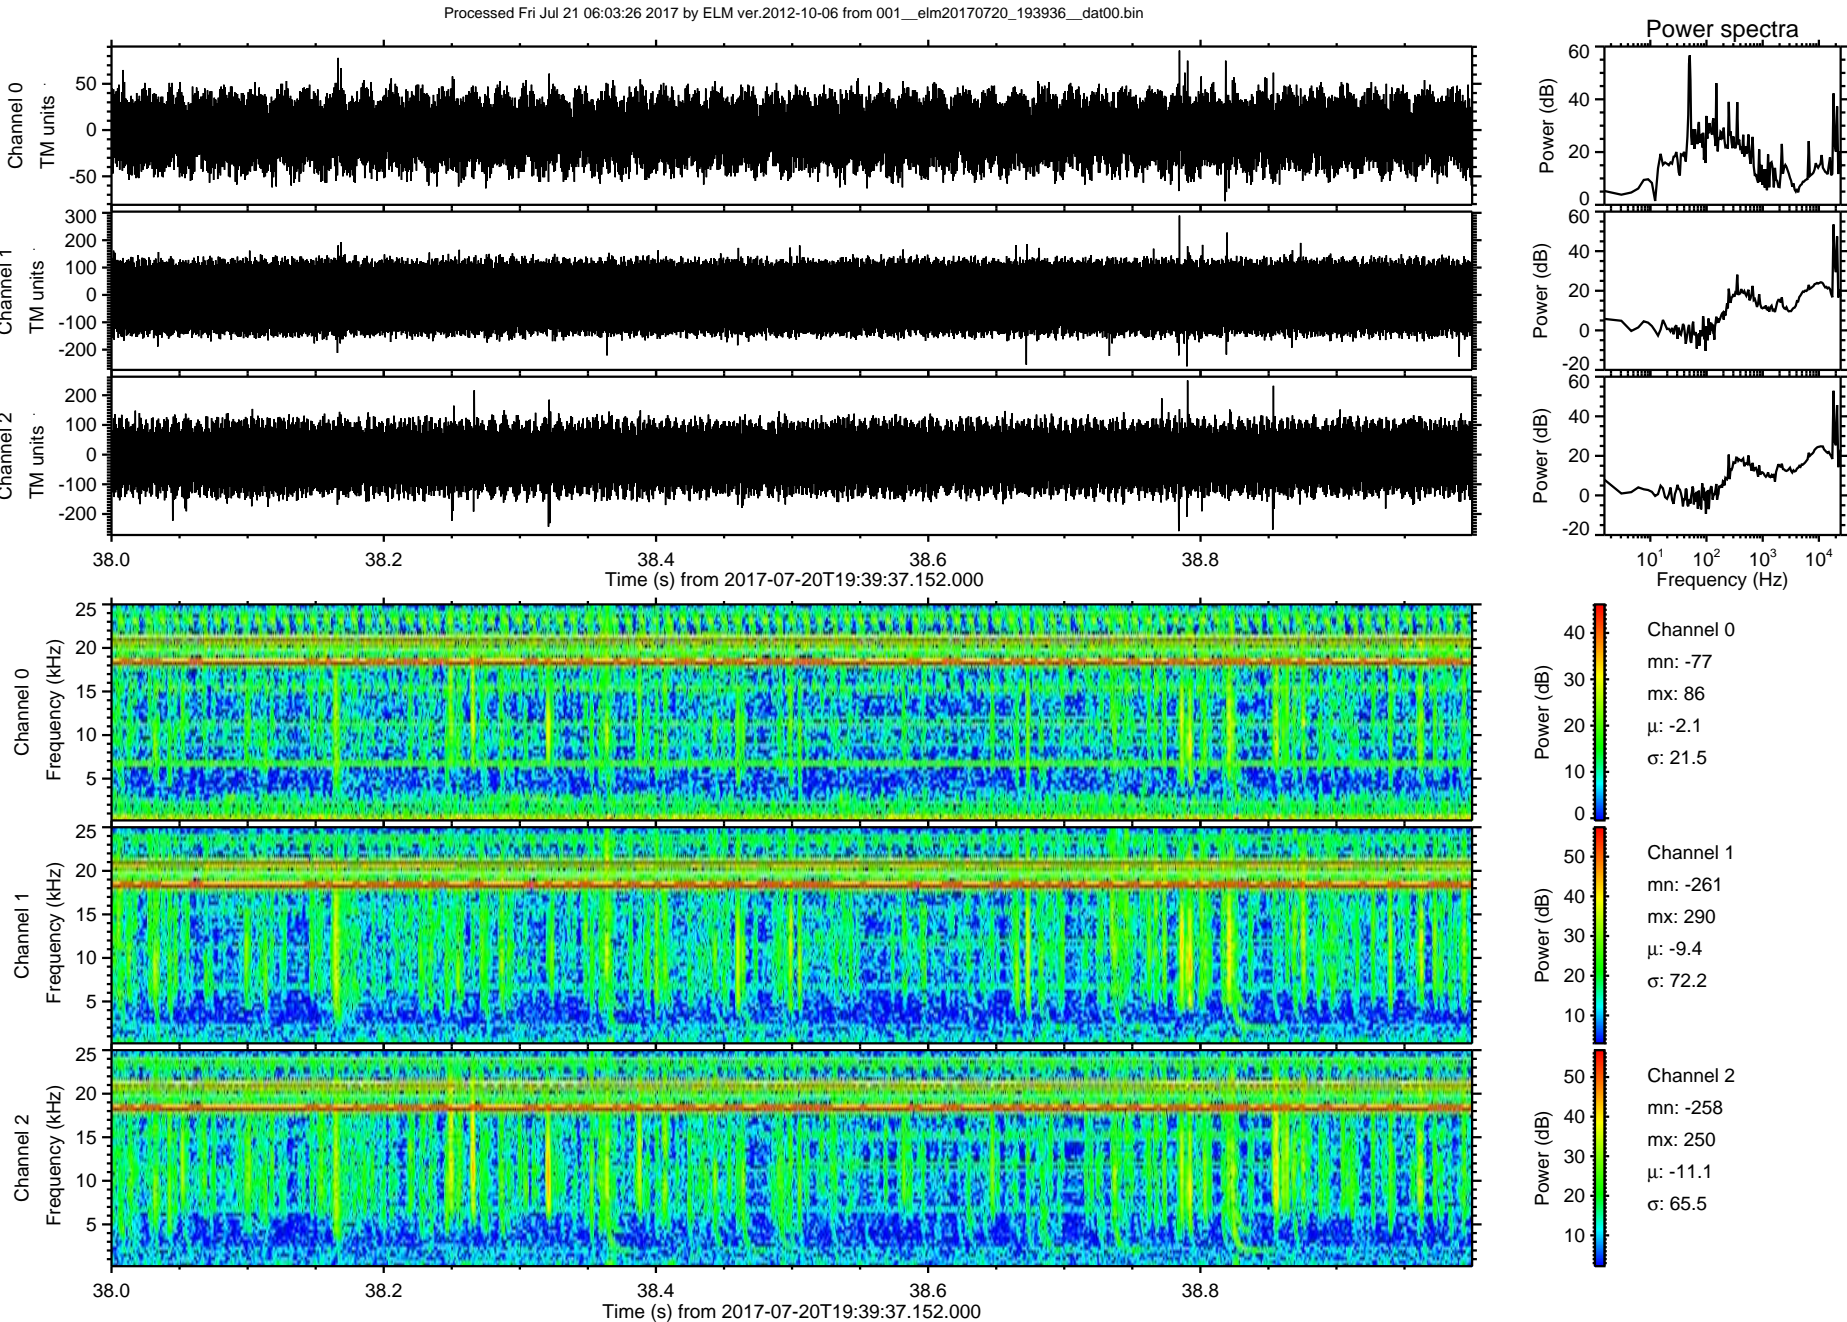 Processed Fri Jul 21 06:03:26 2017 by ELM ver.2012-10-06 from 001__elm20170720_193936__dat00.bin
Power spectra
Channel 0
TM units
50
0
-50
Power (dB)
60
40
20
0
Channel 1
TM units
300
200
100
0
-100
-200
Power (dB)
60
40
20
0
-20
Channel 2
TM units
200
100
0
-100
-200
Power (dB)
60
40
20
0
-20
38.0 38.2 38.4 38.6 38.8
Time (s) from 2017-07-20T19:39:37.152.000
10¹ 10² 10³ 10⁴
Frequency (Hz)
Channel 0
Frequency (kHz)
25
20
15
10
5
Power (dB)
40
30
20
10
0
Channel 0
mn: -77
mx: 86
μ: -2.1
σ: 21.5
Channel 1
Frequency (kHz)
25
20
15
10
5
Power (dB)
50
40
30
20
10
Channel 1
mn: -261
mx: 290
μ: -9.4
σ: 72.2
Channel 2
Frequency (kHz)
25
20
15
10
5
Power (dB)
50
40
30
20
10
Channel 2
mn: -258
mx: 250
μ: -11.1
σ: 65.5
38.0 38.2 38.4 38.6 38.8
Time (s) from 2017-07-20T19:39:37.152.000